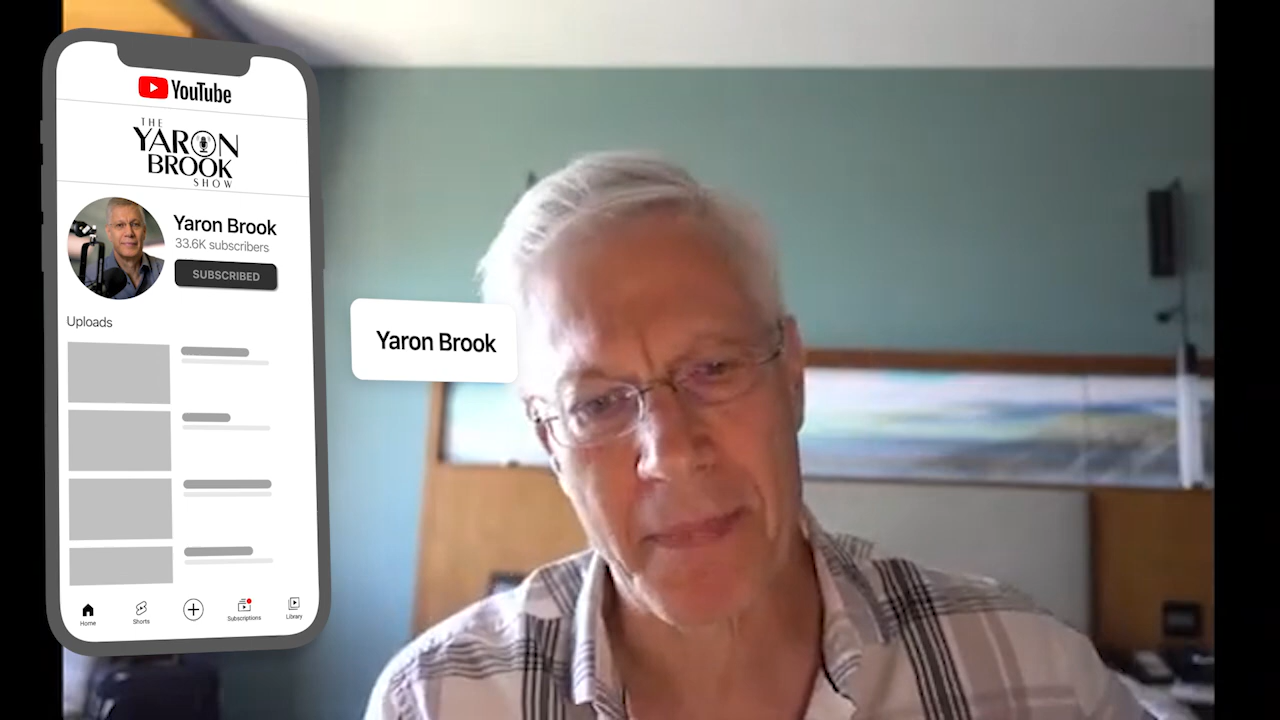 YouTube
THE
YARON
BROOK
SHOW
Yaron Brook
33.6K subscribers
SUBSCRIBED
Uploads
Home
Shorts
Subscriptions
Library
Yaron Brook